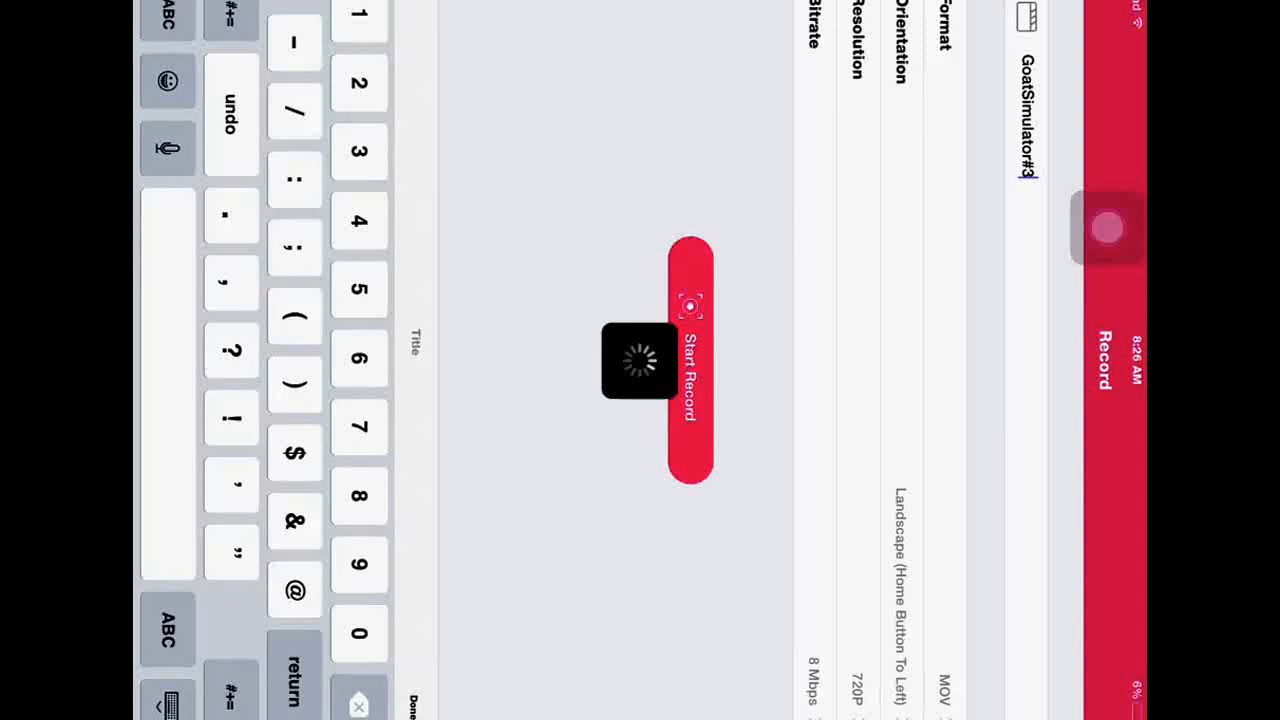 8:26 AM
6%
Record
GoatSimulator#3
Format MOV
Orientation Landscape (Home Button To Left)
Resolution 720P
Bitrate 8 Mbps
Start Record
Title
Done
1 2 3 4 5 6 7 8 9 0
- / : ; ( ) $ & @ return
#+= undo . , ? ! ' " #+=
ABC ABC